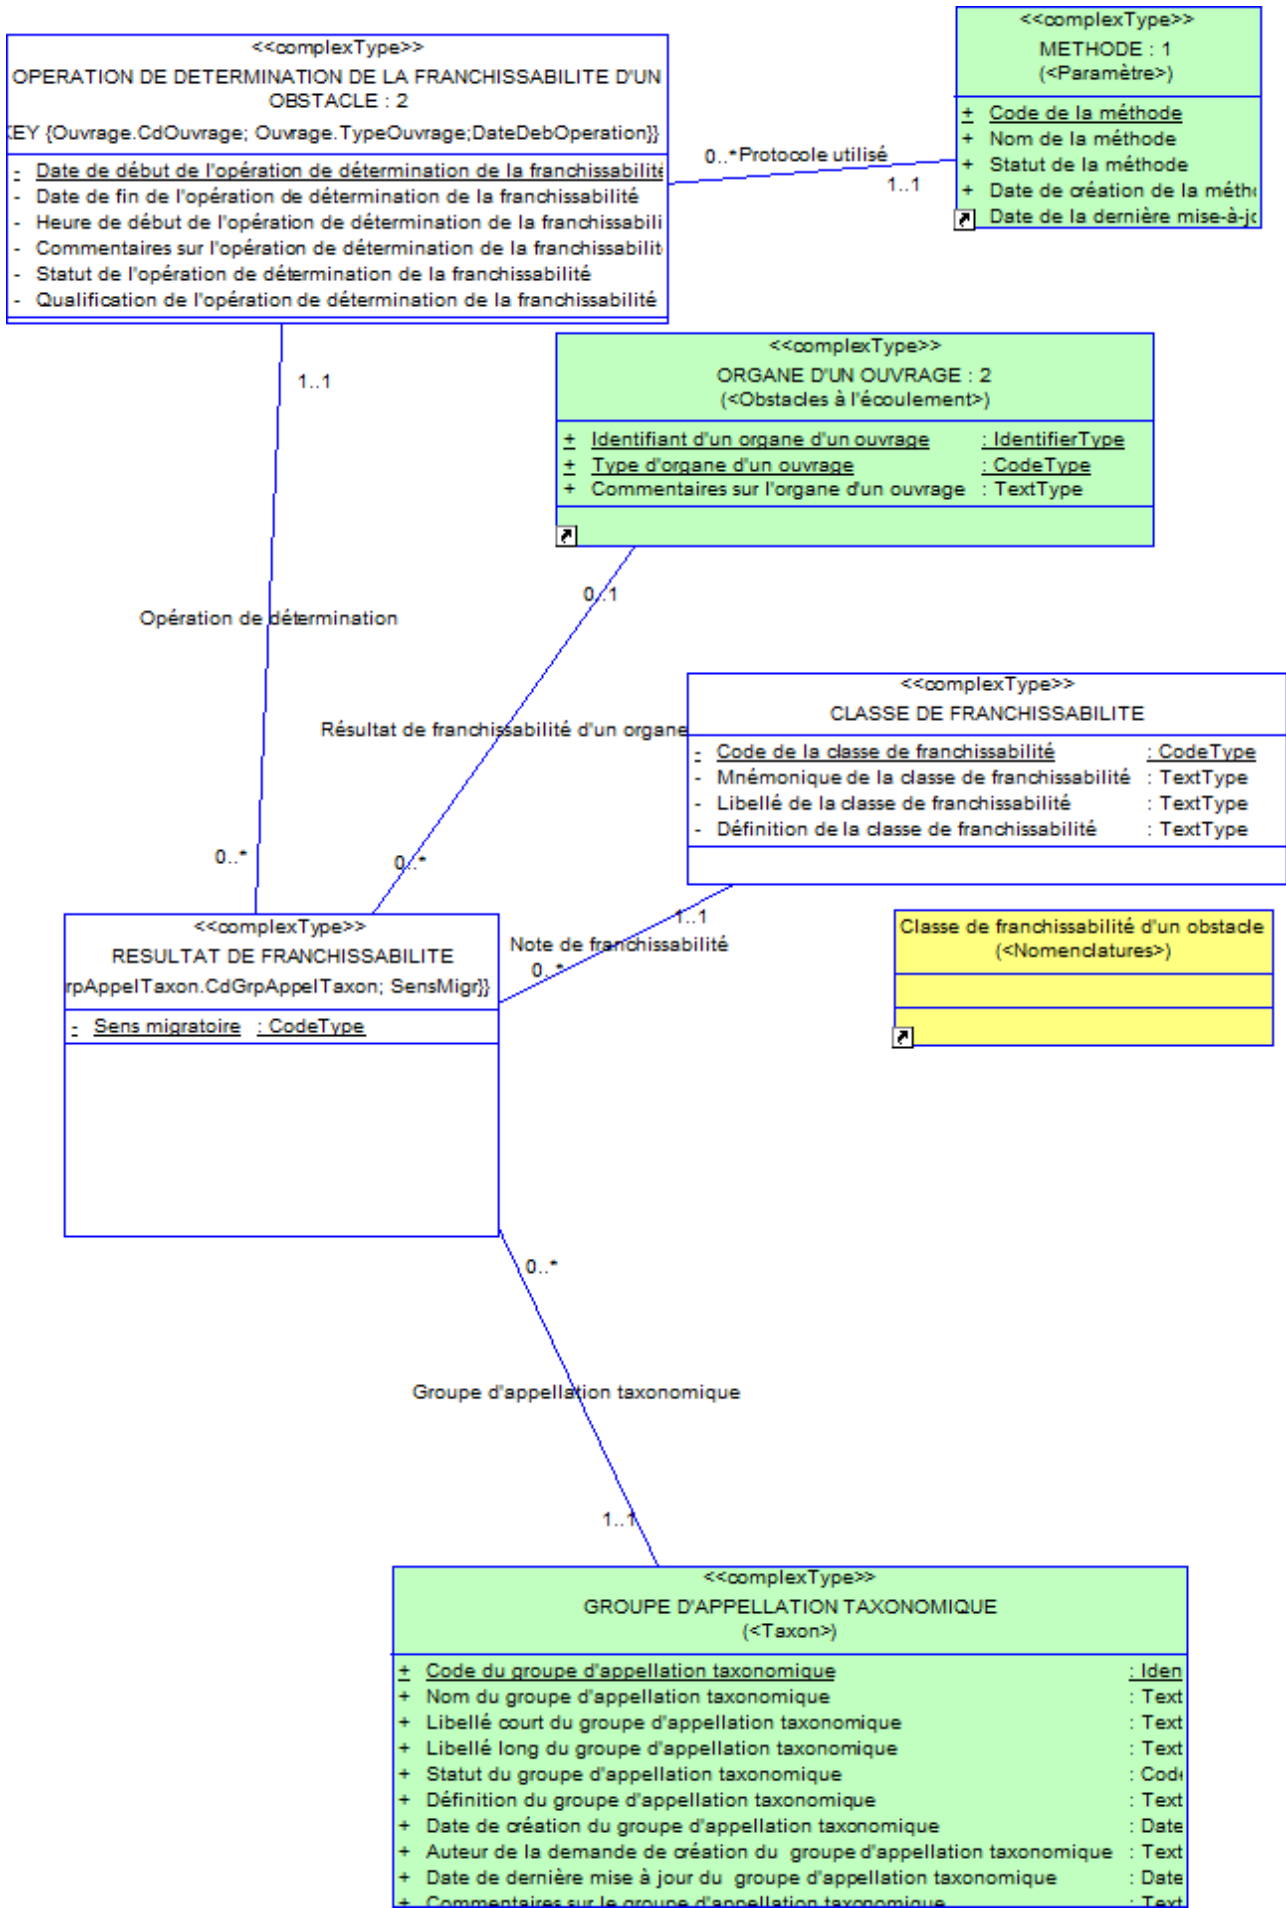 <<complexType>>
OPERATION DE DETERMINATION DE LA FRANCHISSABILITE D'UN
OBSTACLE : 2
EY {Ouvrage.CdOuvrage; Ouvrage.TypeOuvrage;DateDebOperation}}
- Date de début de l'opération de détermination de la franchissabilité
- Date de fin de l'opération de détermination de la franchissabilité
- Heure de début de l'opération de détermination de la franchissabili
- Commentaires sur l'opération de détermination de la franchissabilit
- Statut de l'opération de détermination de la franchissabilité
- Qualification de l'opération de détermination de la franchissabilité
<<complexType>>
METHODE : 1
(<Paramètre>)
+ Code de la méthode
+ Nom de la méthode
+ Statut de la méthode
+ Date de création de la méth
Date de la dernière mise-à-jo
0..* Protocole utilisé
1..1
1..1
<<complexType>>
ORGANE D'UN OUVRAGE : 2
(<Obstacles à l'écoulement>)
+ Identifiant d'un organe d'un ouvrage : IdentifierType
+ Type d'organe d'un ouvrage : CodeType
+ Commentaires sur l'organe d'un ouvrage : TextType
0..1
Opération de détermination
Résultat de franchissabilité d'un organe
<<complexType>>
CLASSE DE FRANCHISSABILITE
- Code de la classe de franchissabilité : CodeType
- Mnémonique de la classe de franchissabilité : TextType
- Libellé de la classe de franchissabilité : TextType
- Définition de la classe de franchissabilité : TextType
0..*
0..*
1..1
Note de franchissabilité
0..*
Classe de franchissabilité d'un obstacle
(<Nomenclatures>)
<<complexType>>
RESULTAT DE FRANCHISSABILITE
rpAppelTaxon.CdGrpAppelTaxon; SensMigr}}
- Sens migratoire : CodeType
0..*
Groupe d'appellation taxonomique
1..1
<<complexType>>
GROUPE D'APPELLATION TAXONOMIQUE
(<Taxon>)
+ Code du groupe d'appellation taxonomique : Iden
+ Nom du groupe d'appellation taxonomique : Text
+ Libellé court du groupe d'appellation taxonomique : Text
+ Libellé long du groupe d'appellation taxonomique : Text
+ Statut du groupe d'appellation taxonomique : Code
+ Définition du groupe d'appellation taxonomique : Text
+ Date de création du groupe d'appellation taxonomique : Date
+ Auteur de la demande de création du groupe d'appellation taxonomique : Text
+ Date de dernière mise à jour du groupe d'appellation taxonomique : Date
+ Commentaires sur le groupe d'appellation taxonomique : Text